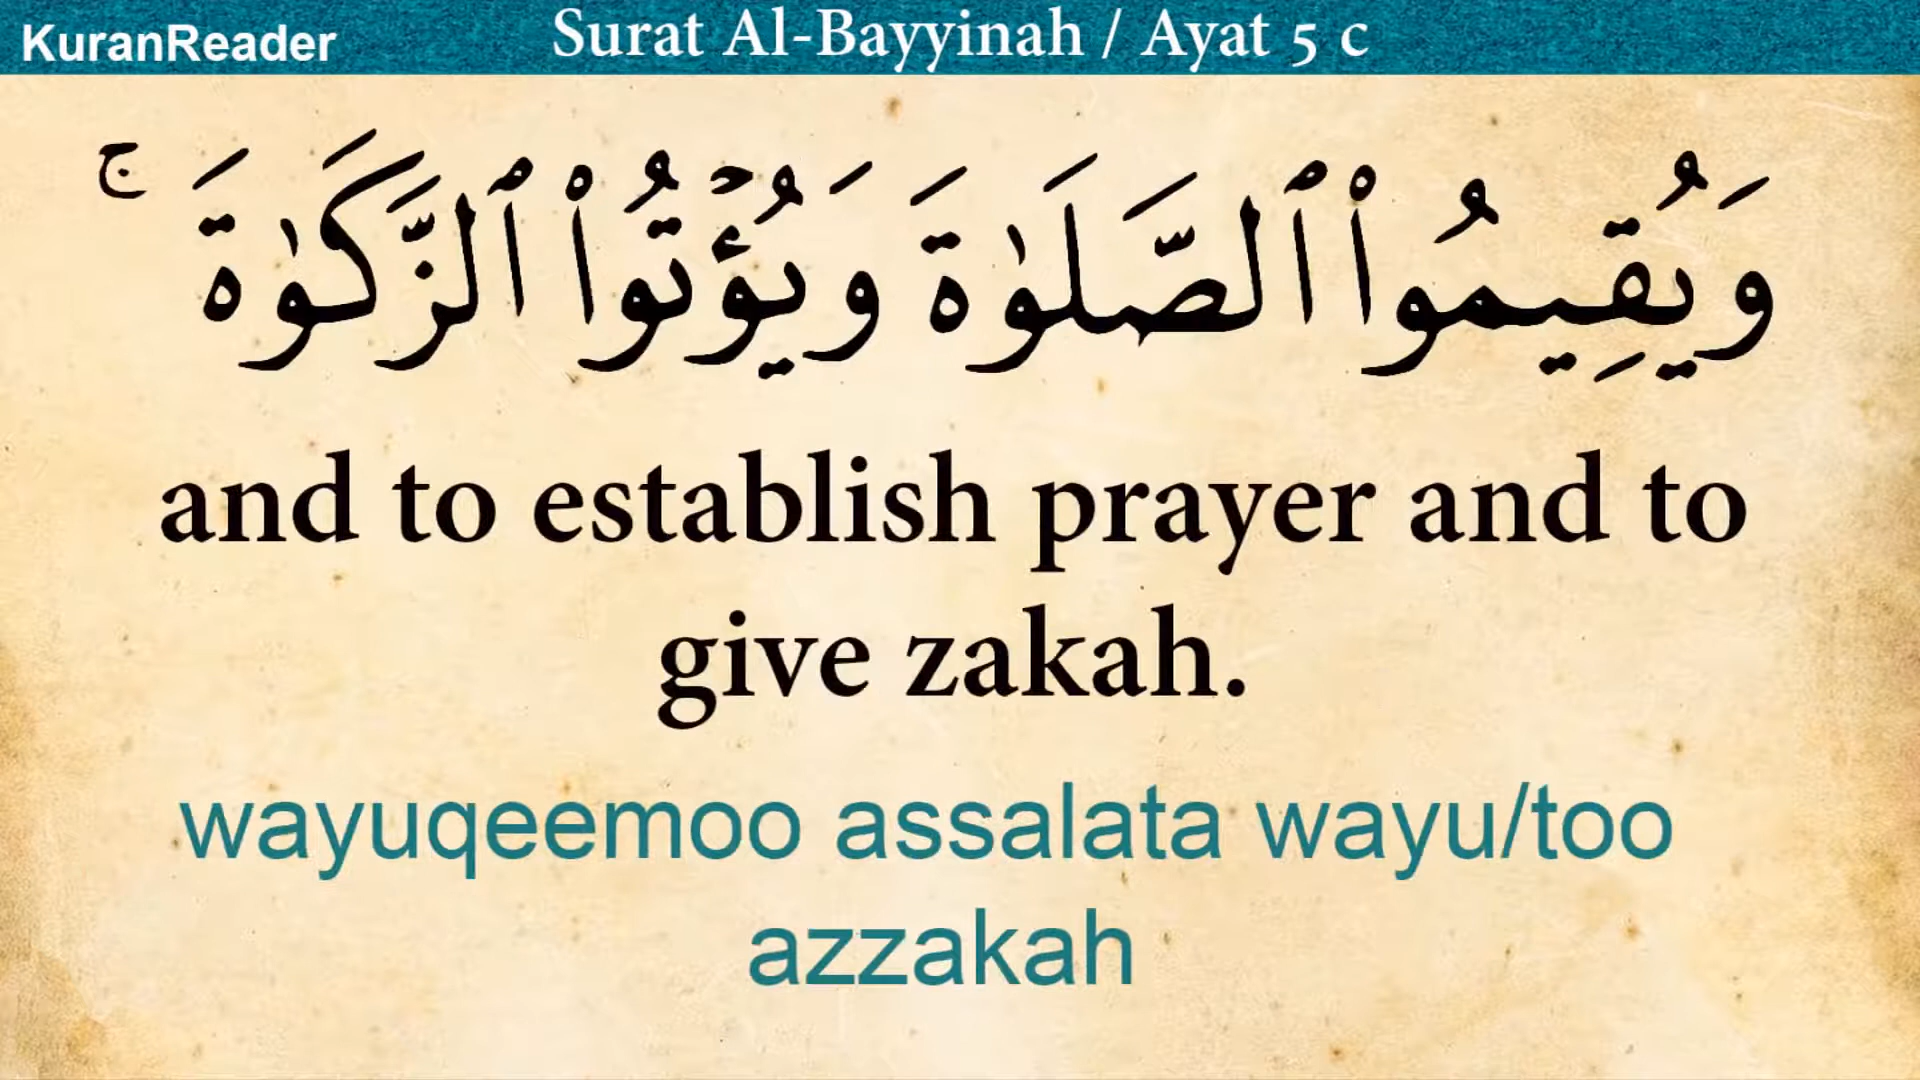 KuranReader
Surat Al-Bayyinah / Ayat 5 c
وَيُقِيمُوا۟ ٱلصَّلَوٰةَ وَيُؤۡتُوا۟ ٱلزَّكَوٰةَ ۚ
and to establish prayer and to
give zakah.
wayuqeemoo assalata wayu/too
azzakah